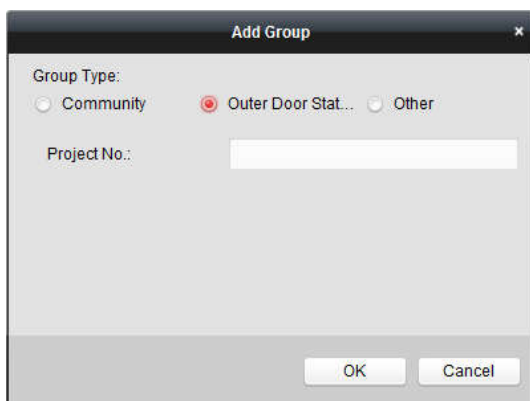 Add Group ×
Group Type:
Community Outer Door Stat... Other
Project No.:
OK Cancel